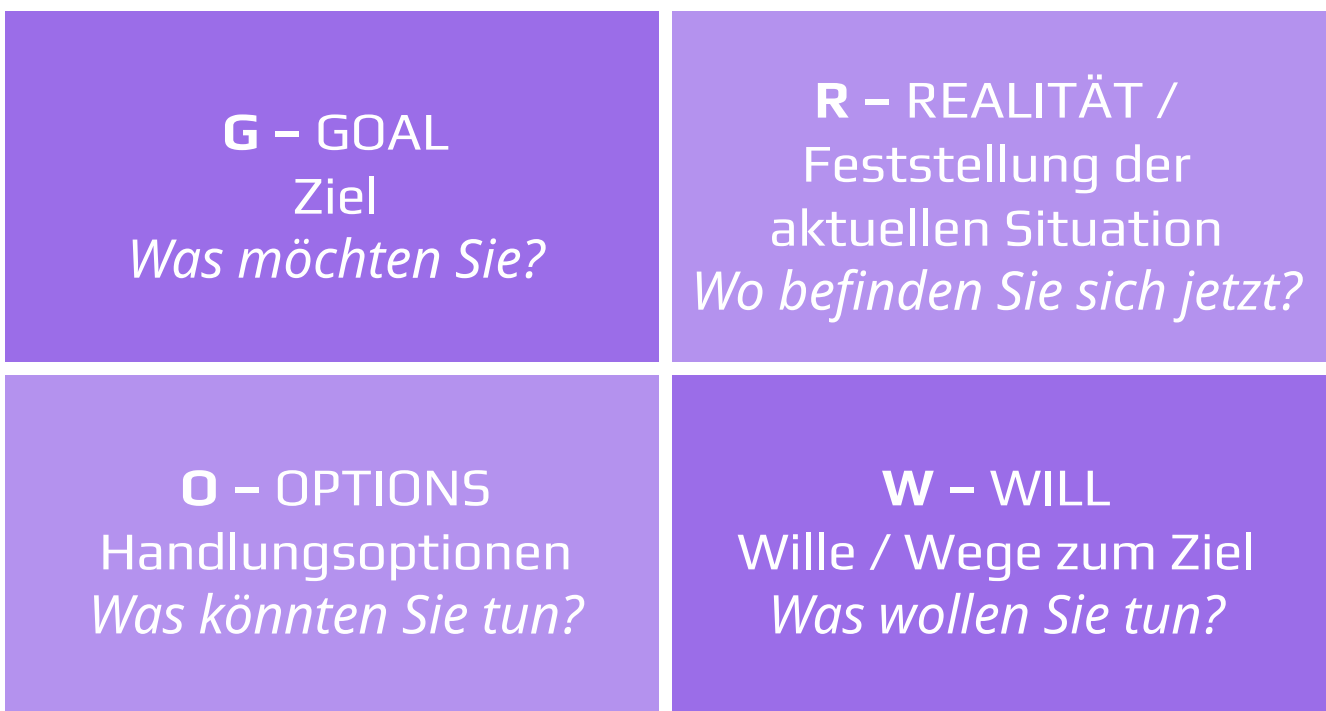 G – GOAL
Ziel
Was möchten Sie?
R – REALITÄT /
Feststellung der
aktuellen Situation
Wo befinden Sie sich jetzt?
O – OPTIONS
Handlungsoptionen
Was könnten Sie tun?
W – WILL
Wille / Wege zum Ziel
Was wollen Sie tun?